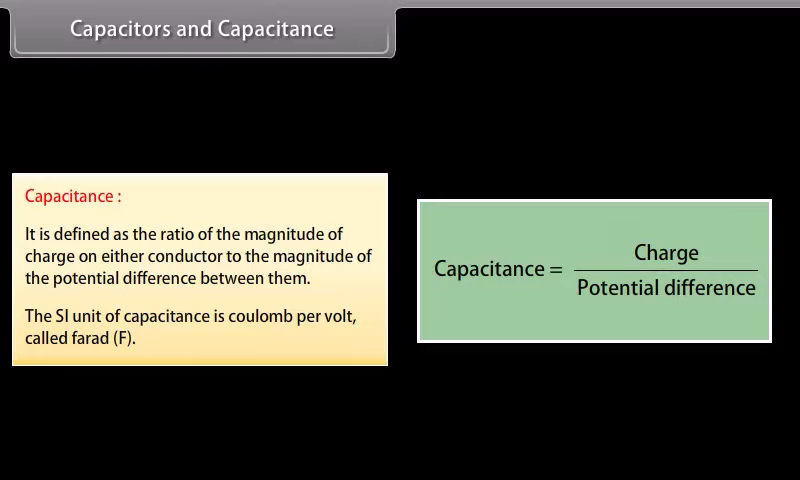 Capacitors and Capacitance
Capacitance :
It is defined as the ratio of the magnitude of
charge on either conductor to the magnitude of
the potential difference between them.
The SI unit of capacitance is coulomb per volt,
called farad (F).
Capacitance = Charge
Potential difference